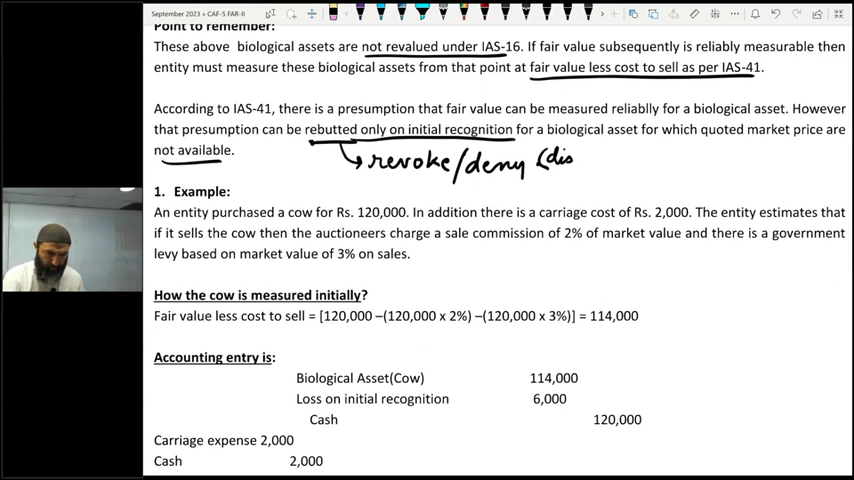 September 2023 » CAF-5 FAR-II
Point to remember:
These above biological assets are not revalued under IAS-16. If fair value subsequently is reliably measurable then
entity must measure these biological assets from that point at fair value less cost to sell as per IAS-41.
According to IAS-41, there is a presumption that fair value can be measured reliablly for a biological asset. However
that presumption can be rebutted only on initial recognition for a biological asset for which quoted market price are
not available.
revoke/deny (dis
1. Example:
An entity purchased a cow for Rs. 120,000. In addition there is a carriage cost of Rs. 2,000. The entity estimates that
if it sells the cow then the auctioneers charge a sale commission of 2% of market value and there is a government
levy based on market value of 3% on sales.
How the cow is measured initially?
Fair value less cost to sell = [120,000 –(120,000 x 2%) –(120,000 x 3%)] = 114,000
Accounting entry is:
Biological Asset(Cow) 114,000
Loss on initial recognition 6,000
Cash 120,000
Carriage expense 2,000
Cash 2,000